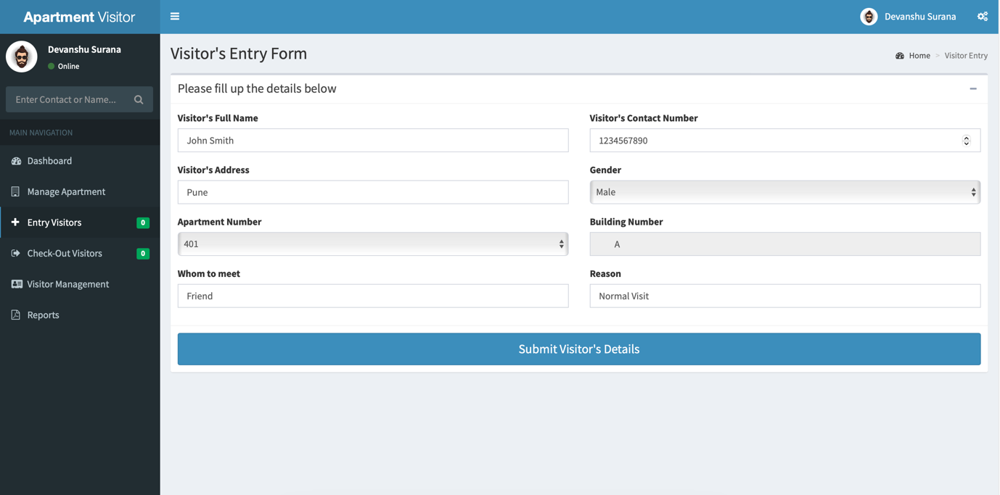 Apartment Visitor
Devanshu Surana
Devanshu Surana
Online
Enter Contact or Name...
MAIN NAVIGATION
Dashboard
Manage Apartment
Entry Visitors 0
Check-Out Visitors 0
Visitor Management
Reports
Visitor's Entry Form
Home > Visitor Entry
Please fill up the details below
Visitor's Full Name
John Smith
Visitor's Contact Number
1234567890
Visitor's Address
Pune
Gender
Male
Apartment Number
401
Building Number
A
Whom to meet
Friend
Reason
Normal Visit
Submit Visitor's Details